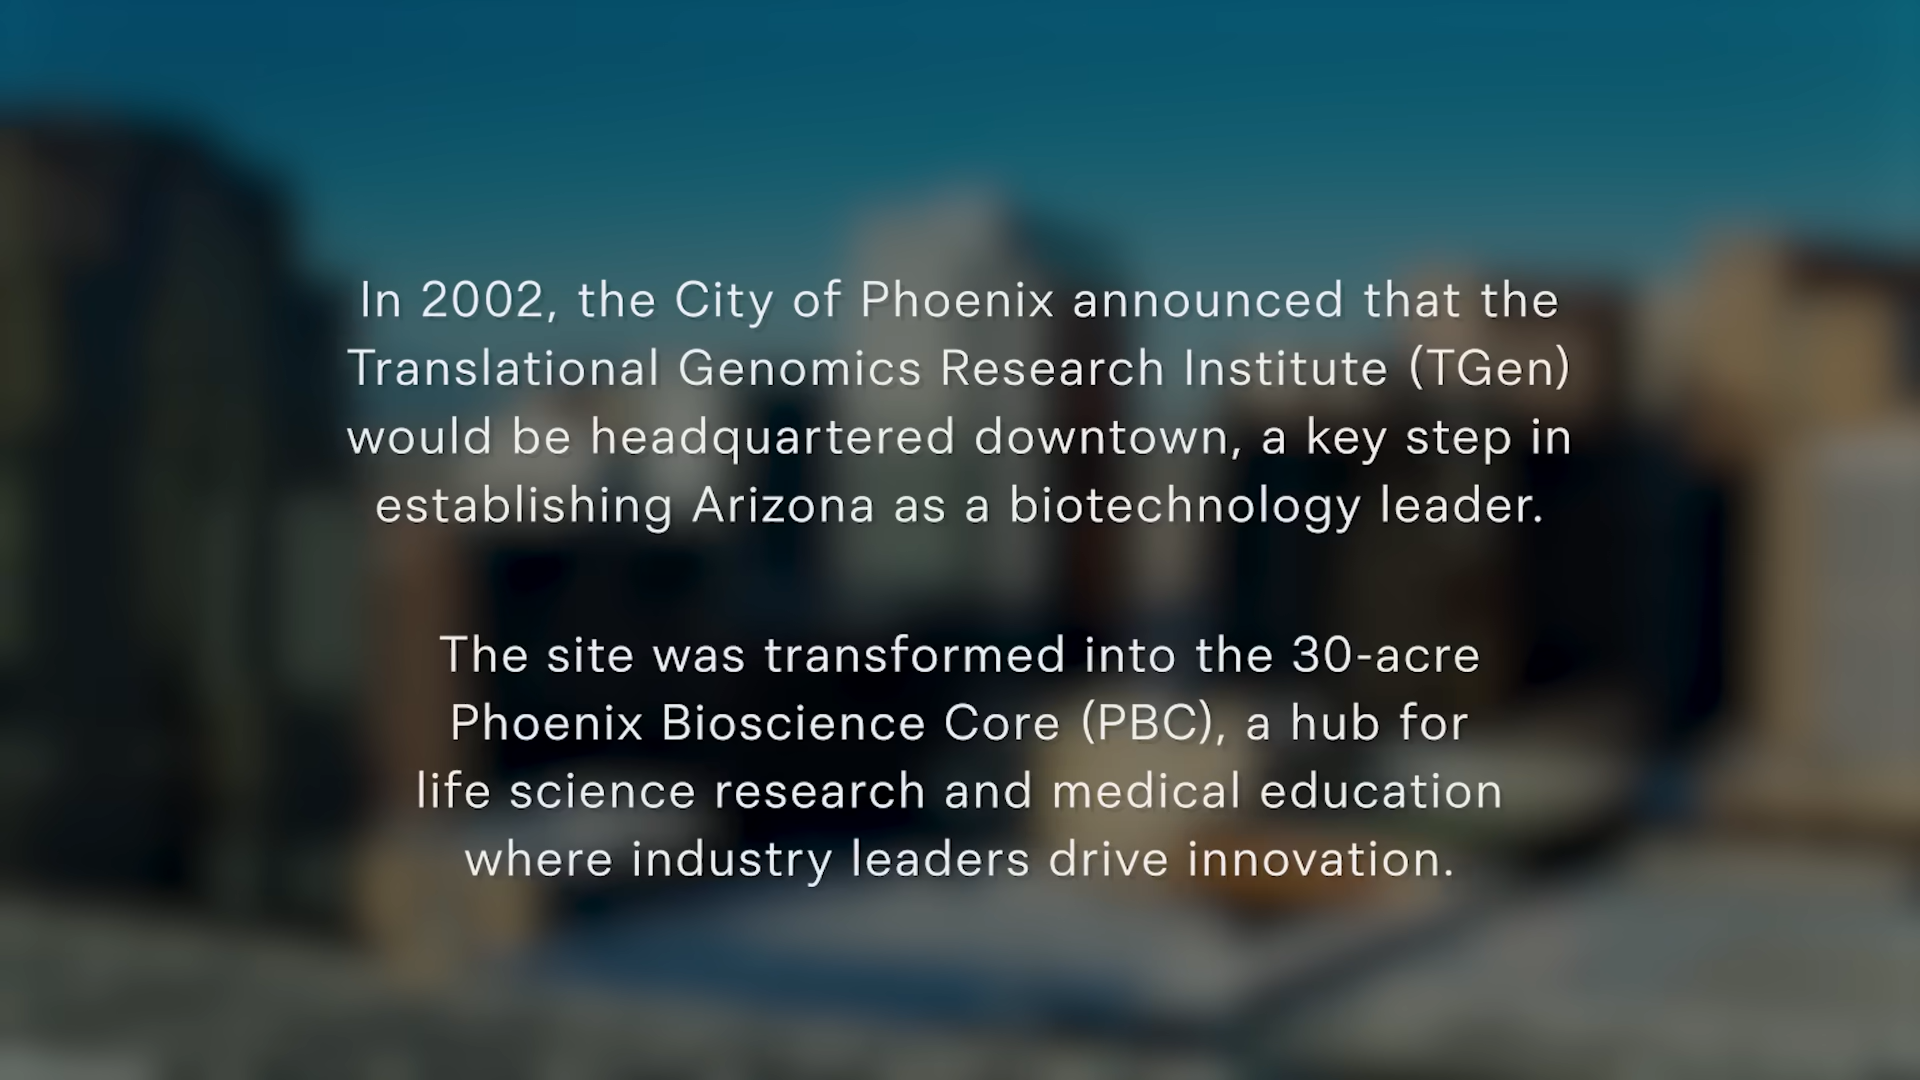 In 2002, the City of Phoenix announced that the
Translational Genomics Research Institute (TGen)
would be headquartered downtown, a key step in
establishing Arizona as a biotechnology leader.
The site was transformed into the 30-acre
Phoenix Bioscience Core (PBC), a hub for
life science research and medical education
where industry leaders drive innovation.